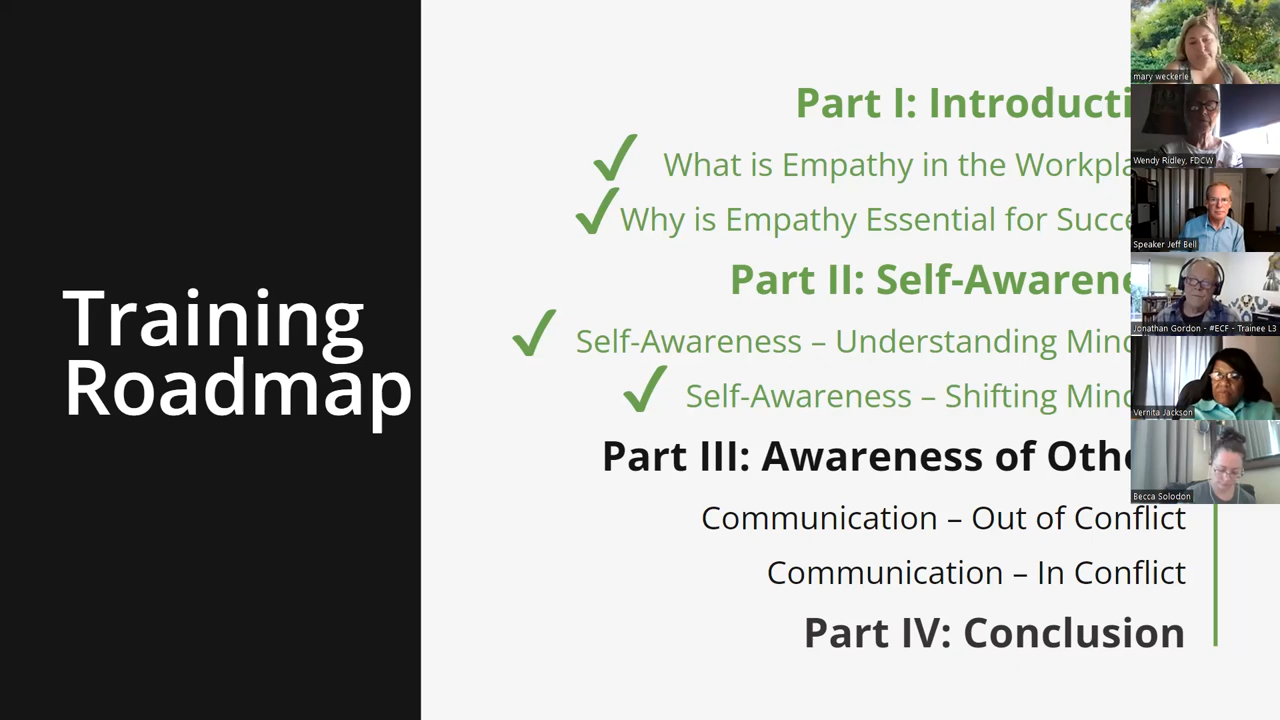 Training
Roadmap
Part I: Introducti
What is Empathy in the Workpla
Why is Empathy Essential for Succe
Part II: Self-Awarene
Self-Awareness – Understanding Mind
Self-Awareness – Shifting Mind
Part III: Awareness of Othe
Communication – Out of Conflict
Communication – In Conflict
Part IV: Conclusion
mary weckerle
Wendy Ridley, FDCW
Speaker Jeff Bell
Jonathan Gordon - #ECF - Trainee L3
Vernita Jackson
Becca Solodon